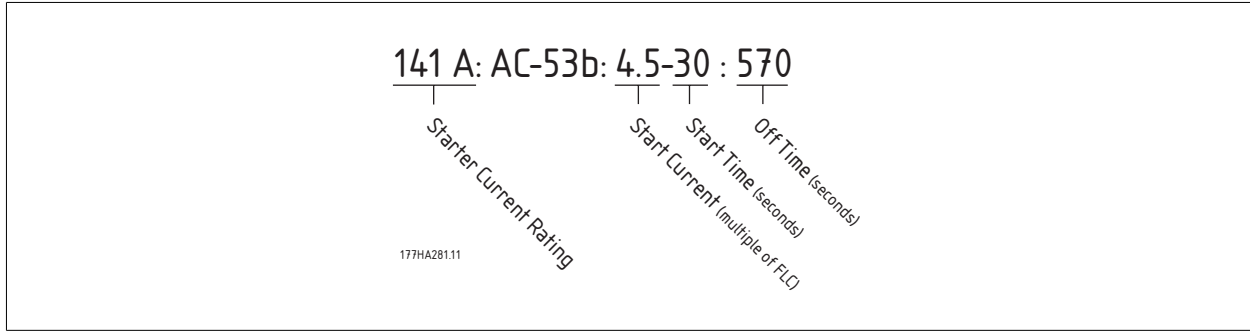 141 A: AC-53b: 4.5-30 : 570
Starter Current Rating
Start Current (multiple of FLC)
Start Time (seconds)
Off Time (seconds)
177HA281.11